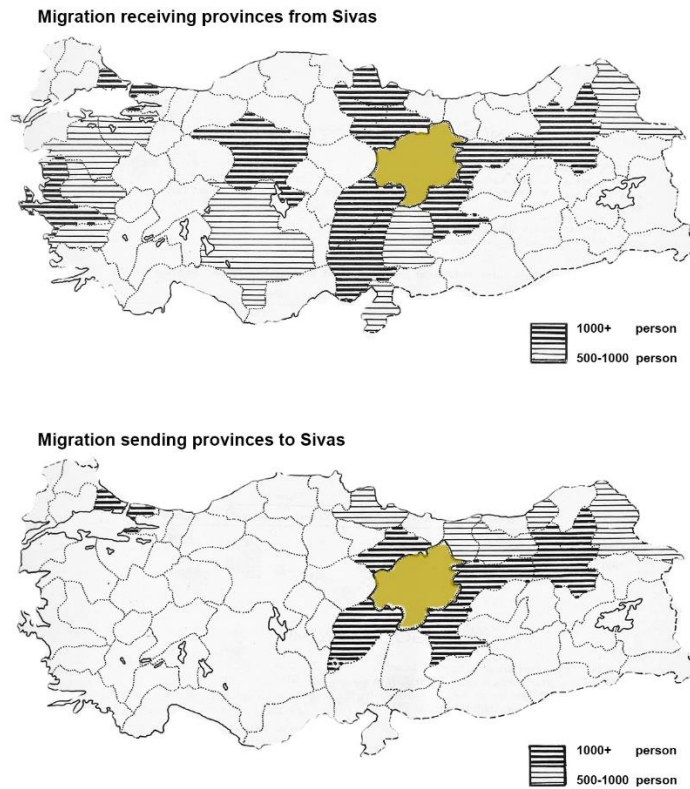 Migration receiving provinces from Sivas
1000+ person
500-1000 person
Migration sending provinces to Sivas
1000+ person
500-1000 person